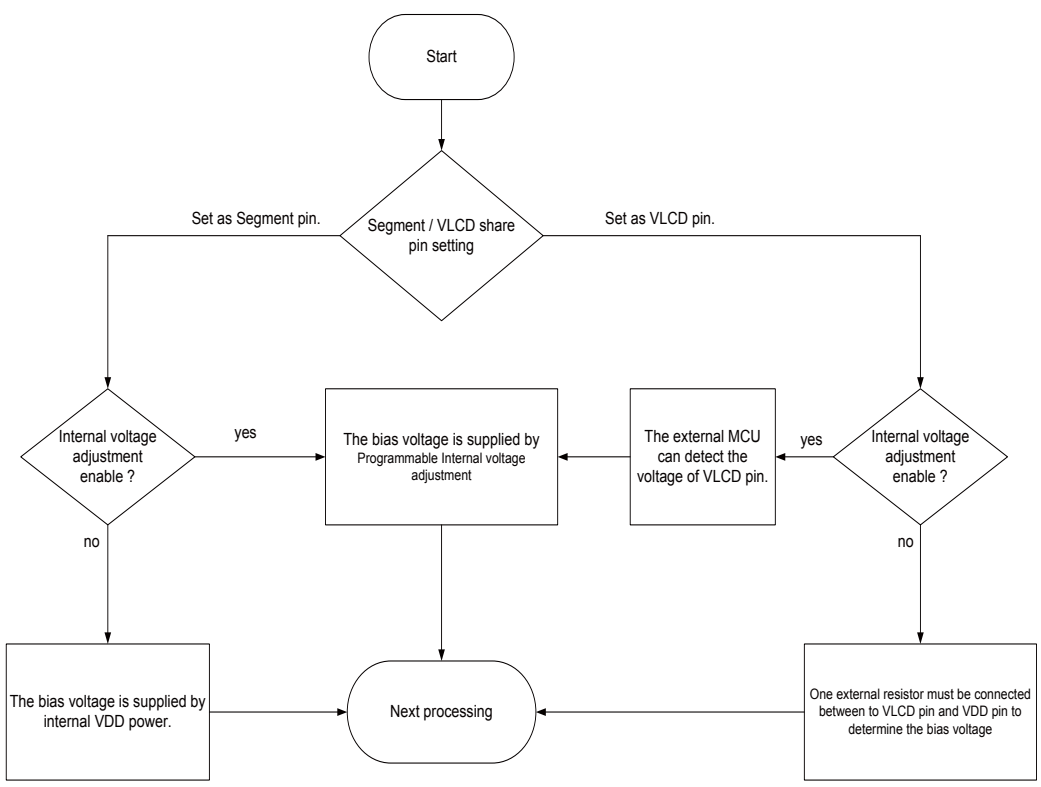 Start
Set as Segment pin.
Segment / VLCD share
pin setting
Set as VLCD pin.
Internal voltage
adjustment
enable ?
yes
The bias voltage is supplied by
Programmable Internal voltage
adjustment
The external MCU
can detect the
voltage of VLCD pin.
yes
Internal voltage
adjustment
enable ?
no
no
The bias voltage is supplied by
internal VDD power.
Next processing
One external resistor must be connected
between to VLCD pin and VDD pin to
determine the bias voltage